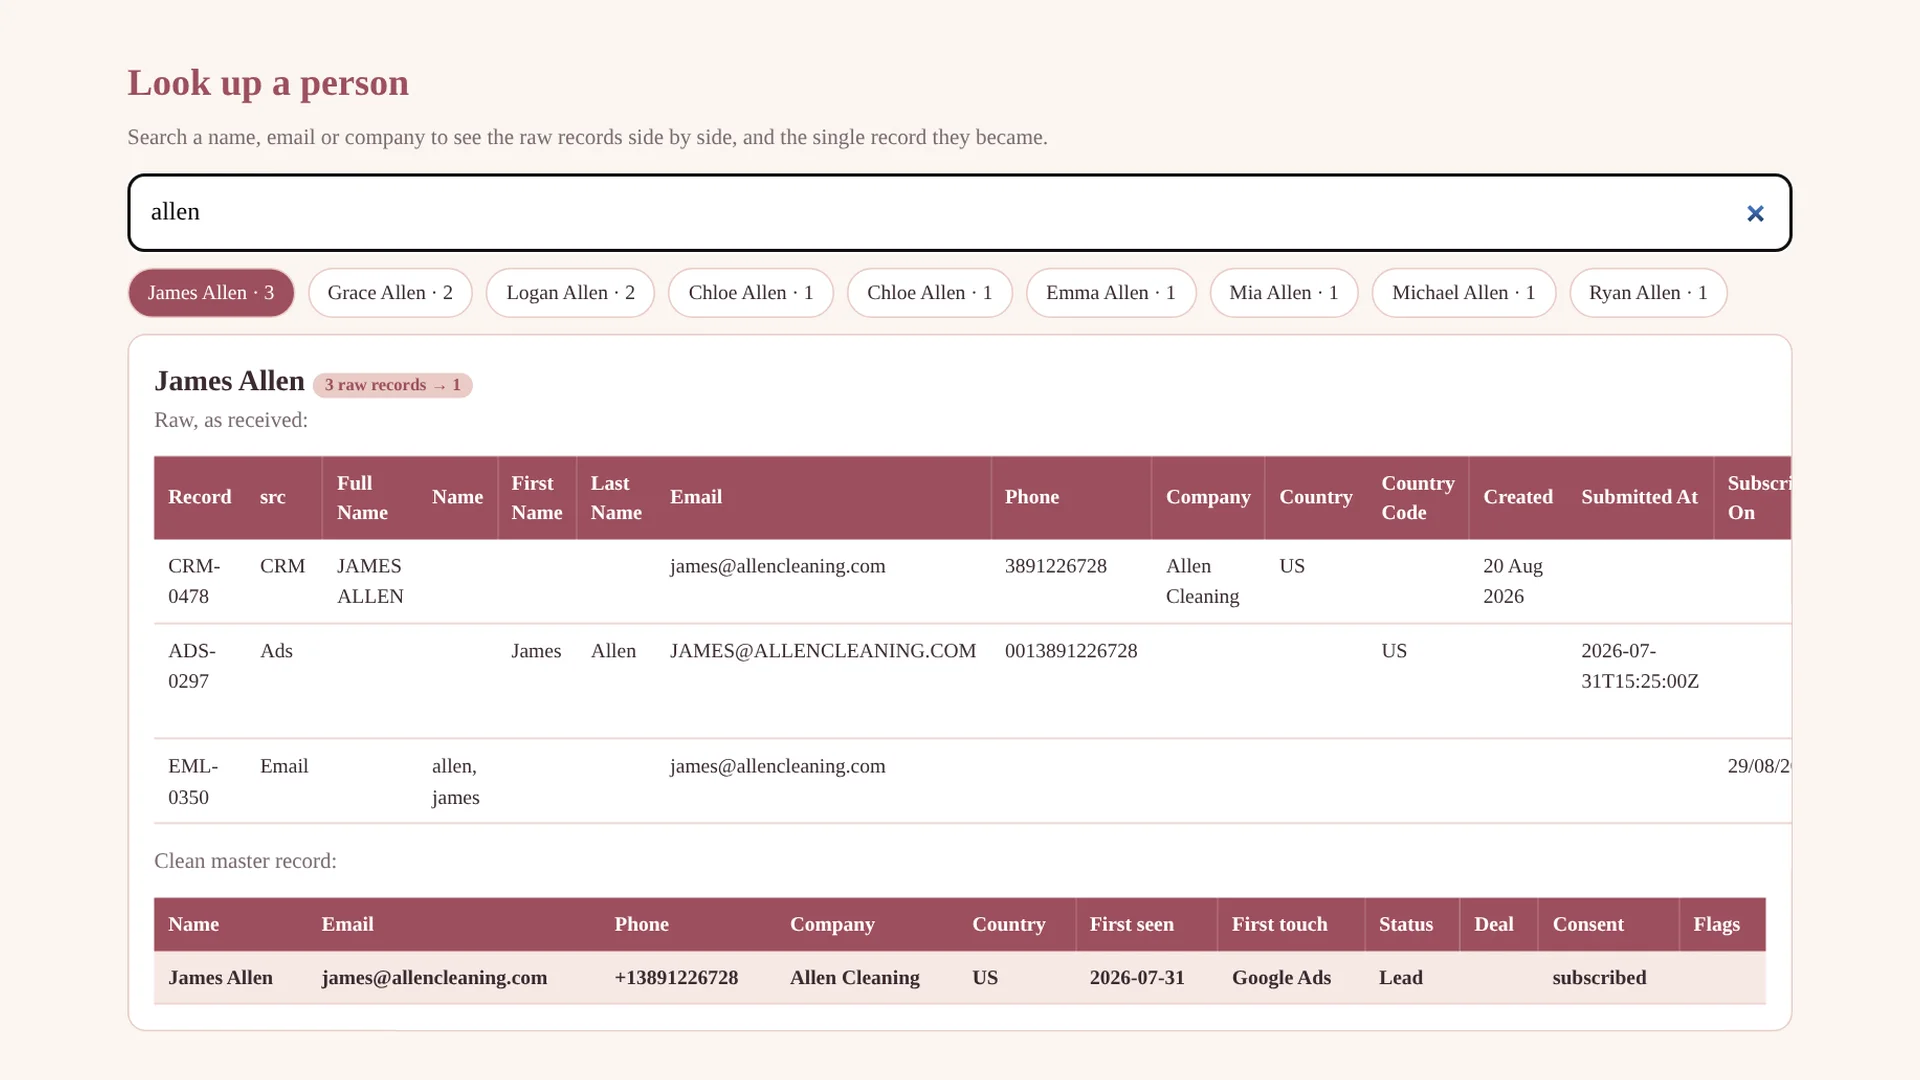 Look up a person
Search a name, email or company to see the raw records side by side, and the single record they became.
allen
James Allen · 3 Grace Allen · 2 Logan Allen · 2 Chloe Allen · 1 Chloe Allen · 1 Emma Allen · 1 Mia Allen · 1 Michael Allen · 1 Ryan Allen · 1
James Allen 3 raw records → 1
Raw, as received:
Record src Full Name Name First Name Last Name Email Phone Company Country Country Code Created Submitted At Subscri On
CRM-0478 CRM JAMES ALLEN james@allencleaning.com 3891226728 Allen Cleaning US 20 Aug 2026
ADS-0297 Ads James Allen JAMES@ALLENCLEANING.COM 0013891226728 US 2026-07-31T15:25:00Z
EML-0350 Email allen, james james@allencleaning.com 29/08/2
Clean master record:
Name Email Phone Company Country First seen First touch Status Deal Consent Flags
James Allen james@allencleaning.com +13891226728 Allen Cleaning US 2026-07-31 Google Ads Lead subscribed